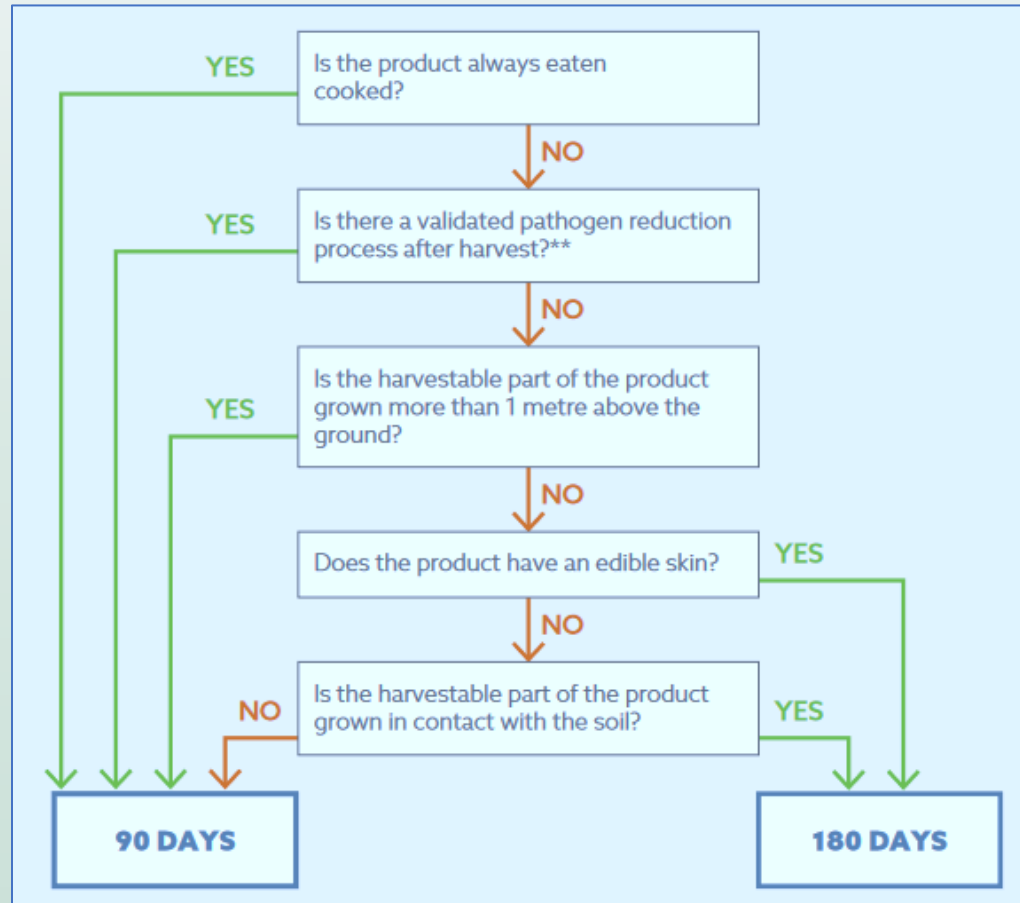 YES
Is the product always eaten
cooked?
NO
YES
Is there a validated pathogen reduction
process after harvest?**
NO
YES
Is the harvestable part of the product
grown more than 1 metre above the
ground?
NO
Does the product have an edible skin?
YES
NO
NO
Is the harvestable part of the product
grown in contact with the soil?
YES
90 DAYS
180 DAYS